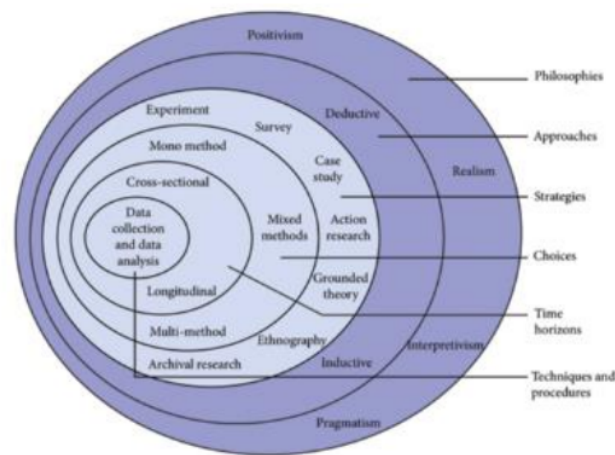 Positivism
Philosophies
Experiment
Survey
Deductive
Approaches
Mono method
Case
study
Realism
Cross-sectional
Strategies
Data
collection
and data
analysis
Mixed
methods
Action
research
Choices
Grounded
theory
Longitudinal
Time
horizons
Multi-method
Ethnography
Interpretivism
Archival research
Inductive
Techniques and
procedures
Pragmatism